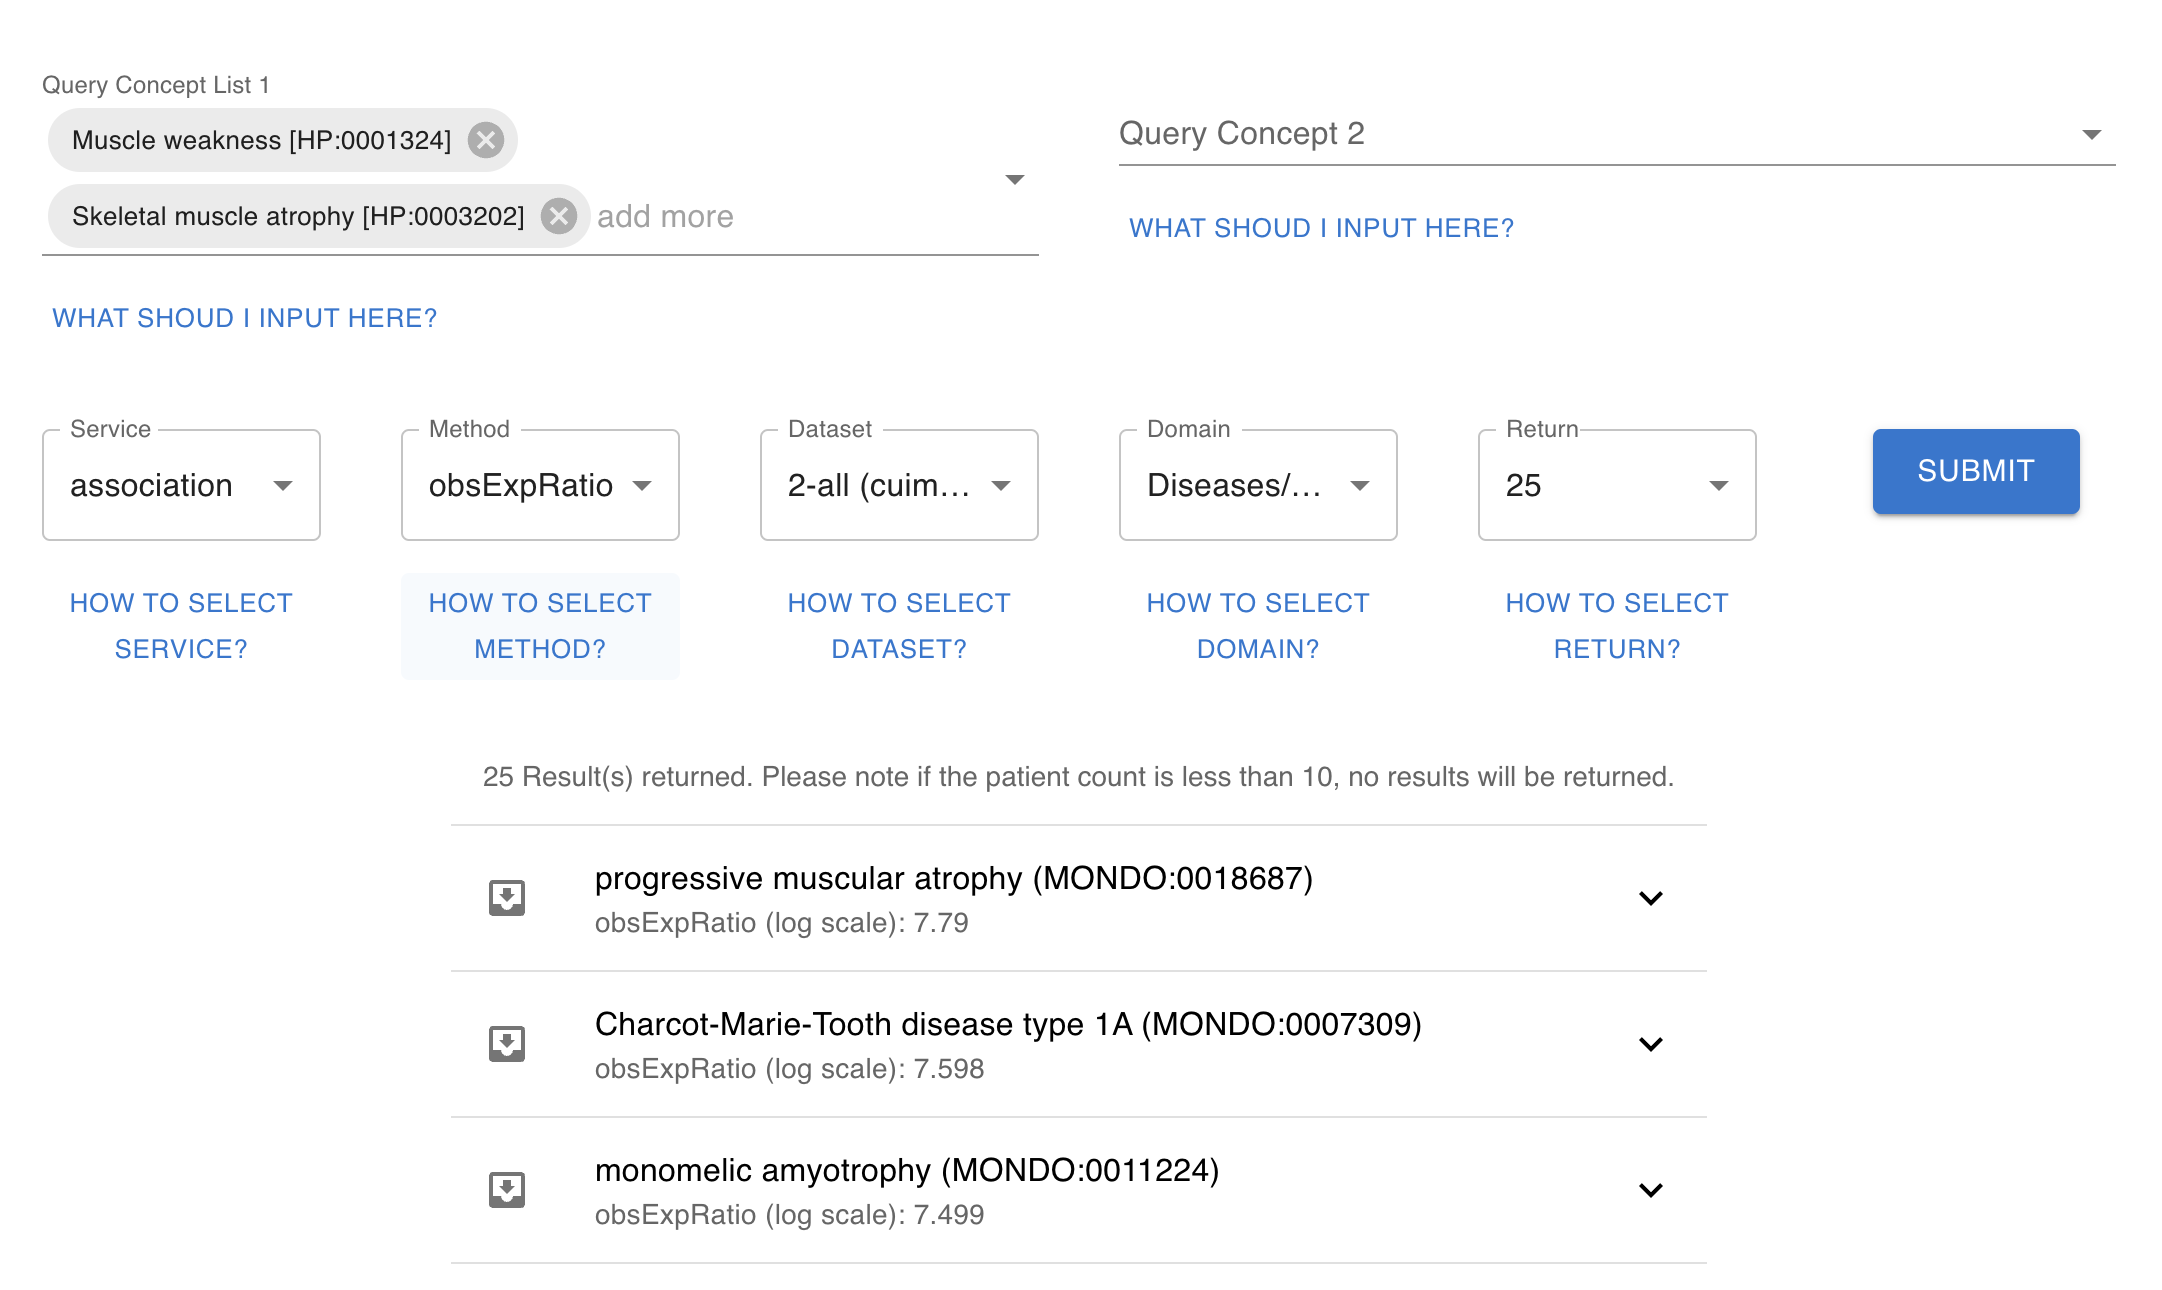 Query Concept List 1
Muscle weakness [HP:0001324]
Skeletal muscle atrophy [HP:0003202] add more
WHAT SHOUD I INPUT HERE?
Query Concept 2
WHAT SHOUD I INPUT HERE?
Service
association
HOW TO SELECT
SERVICE?
Method
obsExpRatio
HOW TO SELECT
METHOD?
Dataset
2-all (cuim...
HOW TO SELECT
DATASET?
Domain
Diseases/...
HOW TO SELECT
DOMAIN?
Return
25
HOW TO SELECT
RETURN?
SUBMIT
25 Result(s) returned. Please note if the patient count is less than 10, no results will be returned.
progressive muscular atrophy (MONDO:0018687)
obsExpRatio (log scale): 7.79
Charcot-Marie-Tooth disease type 1A (MONDO:0007309)
obsExpRatio (log scale): 7.598
monomelic amyotrophy (MONDO:0011224)
obsExpRatio (log scale): 7.499